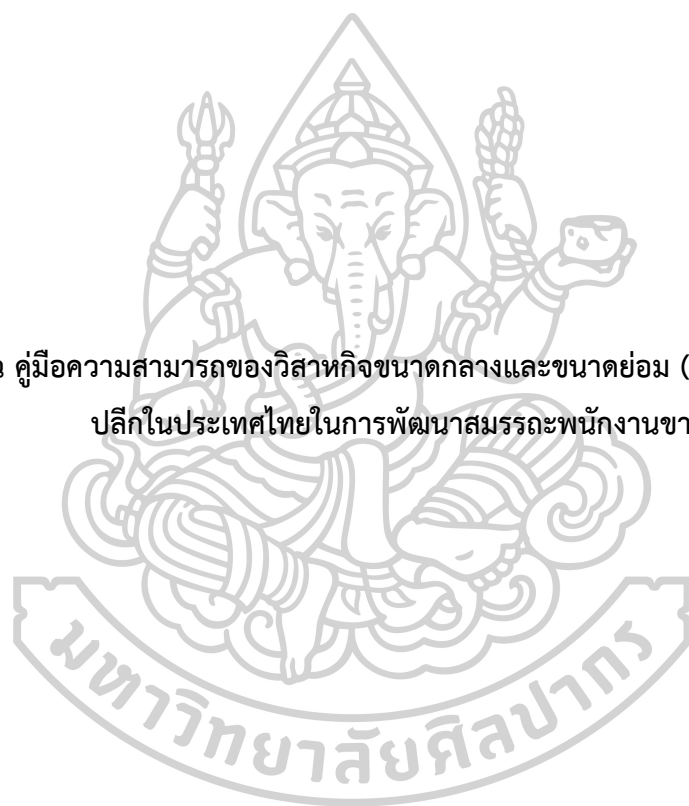 คู่มือความสามารถของวิสาหกิจขนาดกลางและขนาดย่อม (
ปลีกในประเทศไทยในการพัฒนาสมรรถะพนักงานขา
มหาวิทยาลัยศิลปากร